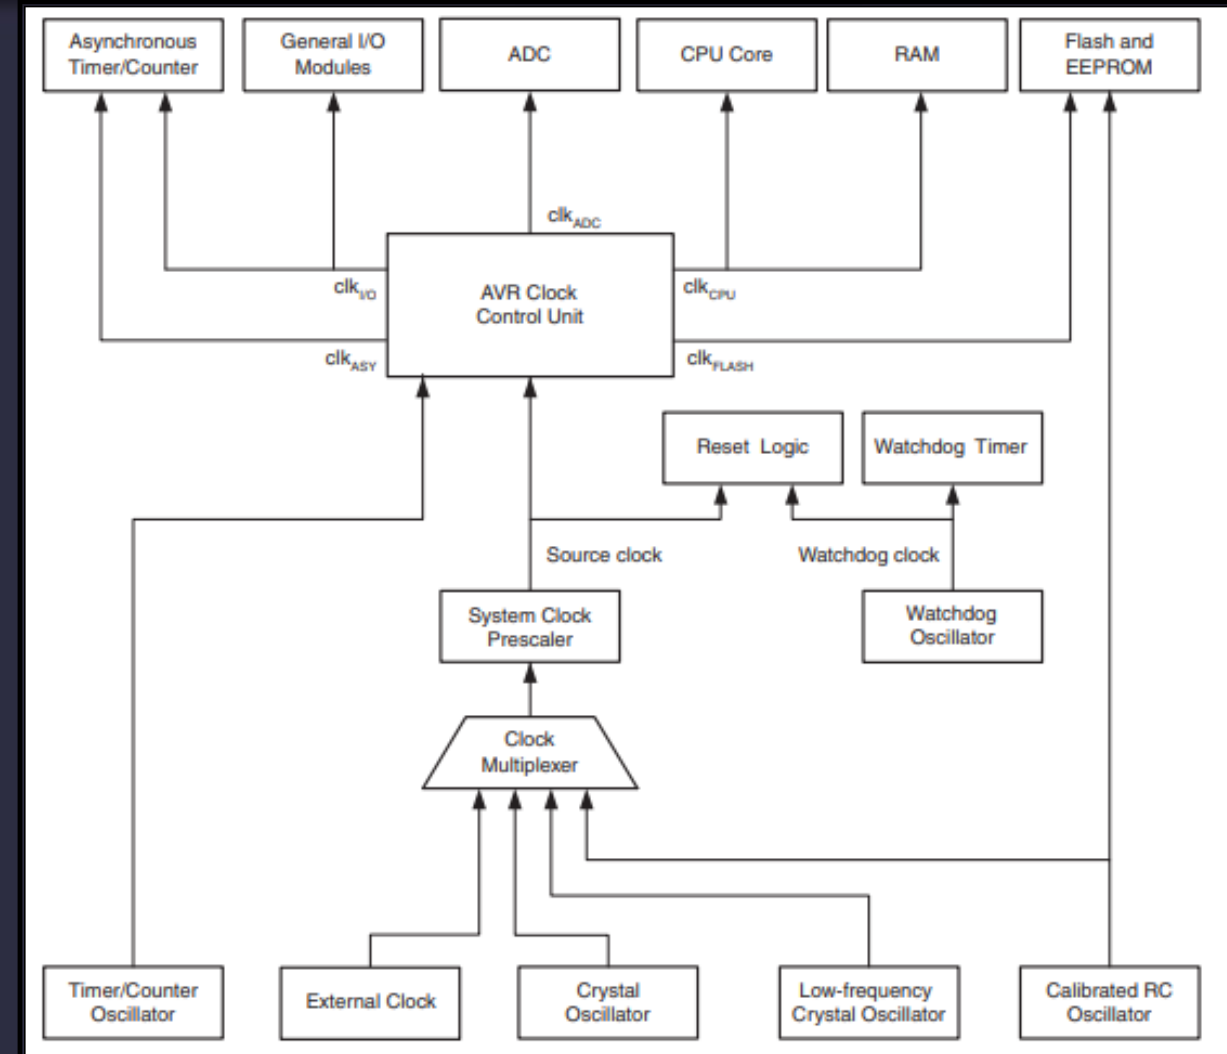 Asynchronous
Timer/Counter
General I/O
Modules
ADC
CPU Core
RAM
Flash and
EEPROM
clkADC
clkI/O
AVR Clock
Control Unit
clkCPU
clkASY
clkFLASH
Reset Logic
Watchdog Timer
Source clock
Watchdog clock
System Clock
Prescaler
Watchdog
Oscillator
Clock
Multiplexer
Timer/Counter
Oscillator
External Clock
Crystal
Oscillator
Low-frequency
Crystal Oscillator
Calibrated RC
Oscillator